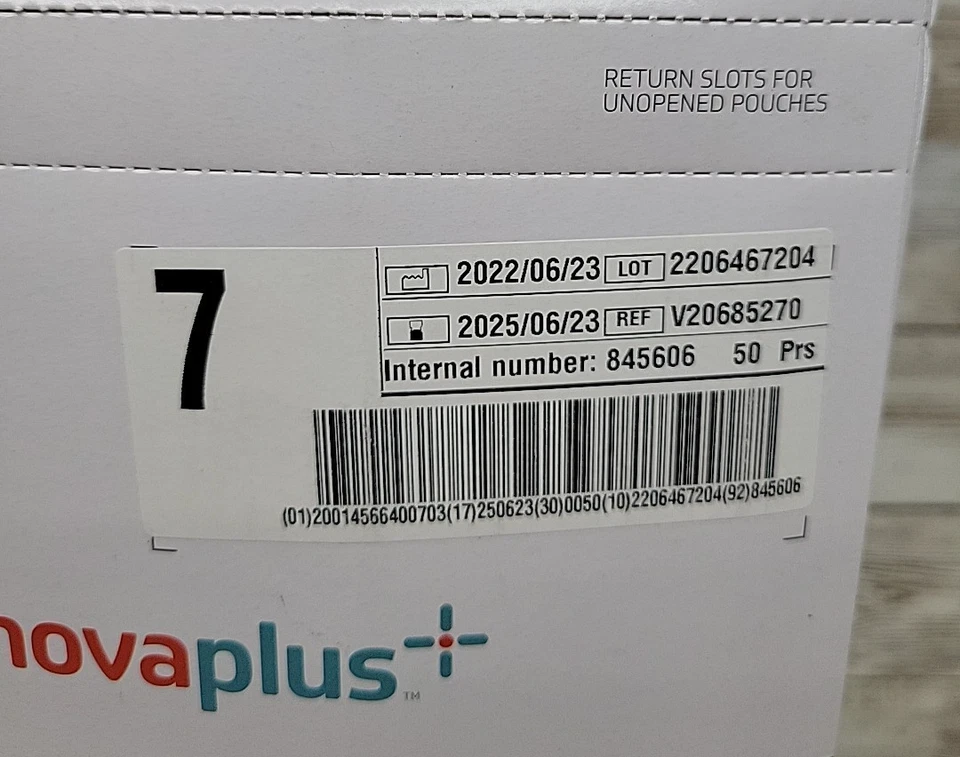 RETURN SLOTS FOR
UNOPENED POUCHES
7
2022/06/23 LOT 2206467204
2025/06/23 REF V20685270
Internal number: 845606 50 Prs
(01)20014566400703(17)250623(30)0050(10)2206467204(92)845606
novaplus™